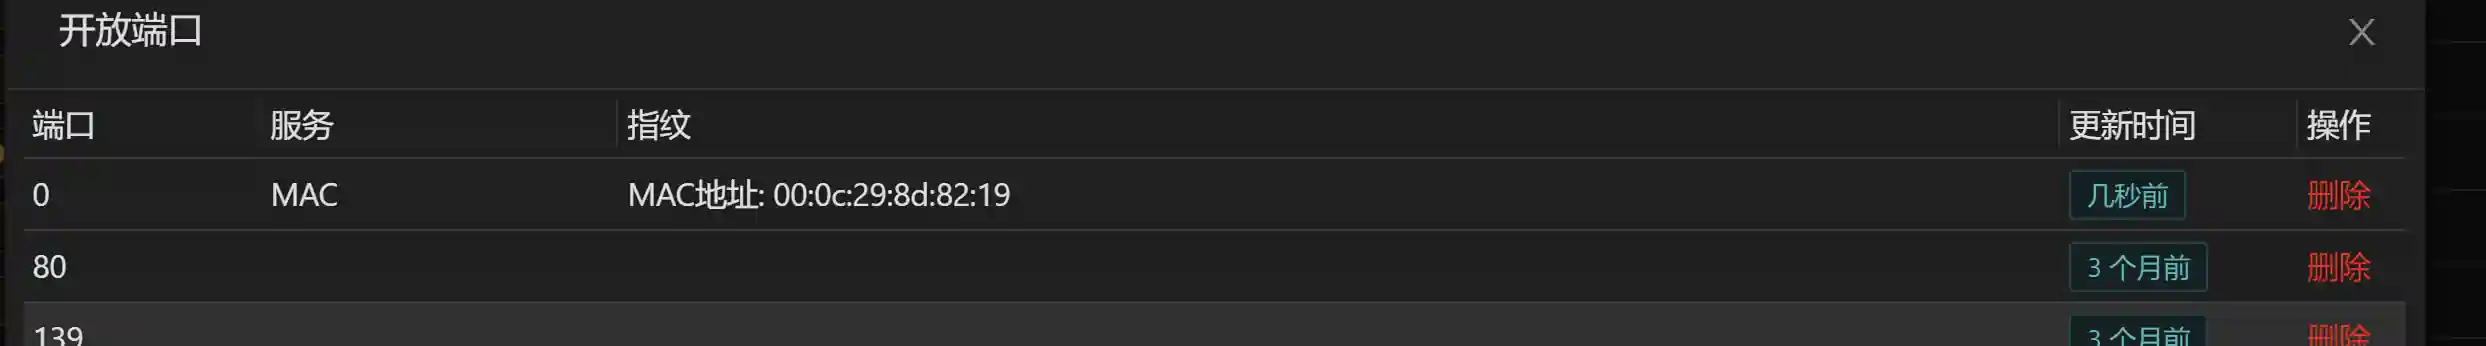 开放端口
端口 服务 指纹 更新时间 操作
0 MAC MAC地址: 00:0c:29:8d:82:19 几秒前 删除
80 3 个月前 删除
139 3 个月前 删除